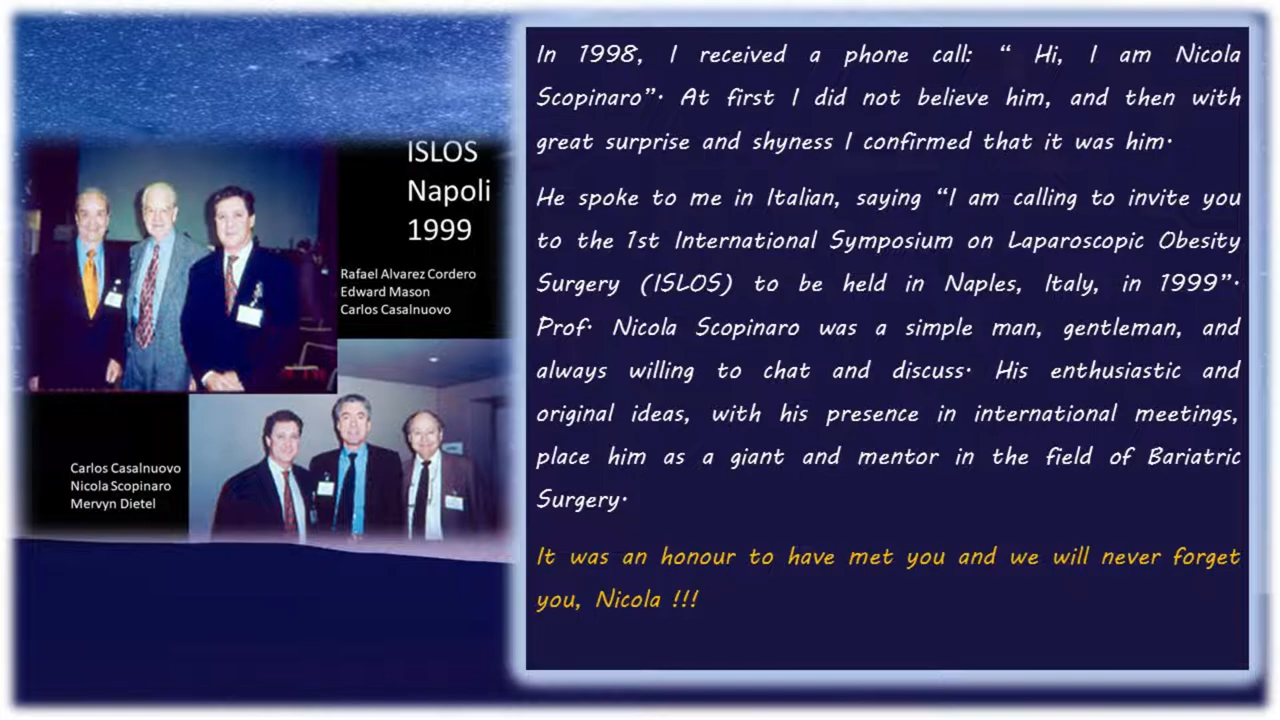 ISLOS
Napoli
1999
Rafael Alvarez Cordero
Edward Mason
Carlos Casalnuovo
Carlos Casalnuovo
Nicola Scopinaro
Mervyn Dietel
In 1998, I received a phone call: “ Hi, I am Nicola
Scopinaro”. At first I did not believe him, and then with
great surprise and shyness I confirmed that it was him.
He spoke to me in Italian, saying “I am calling to invite you
to the 1st International Symposium on Laparoscopic Obesity
Surgery (ISLOS) to be held in Naples, Italy, in 1999”.
Prof. Nicola Scopinaro was a simple man, gentleman, and
always willing to chat and discuss. His enthusiastic and
original ideas, with his presence in international meetings,
place him as a giant and mentor in the field of Bariatric
Surgery.
It was an honour to have met you and we will never forget
you, Nicola !!!